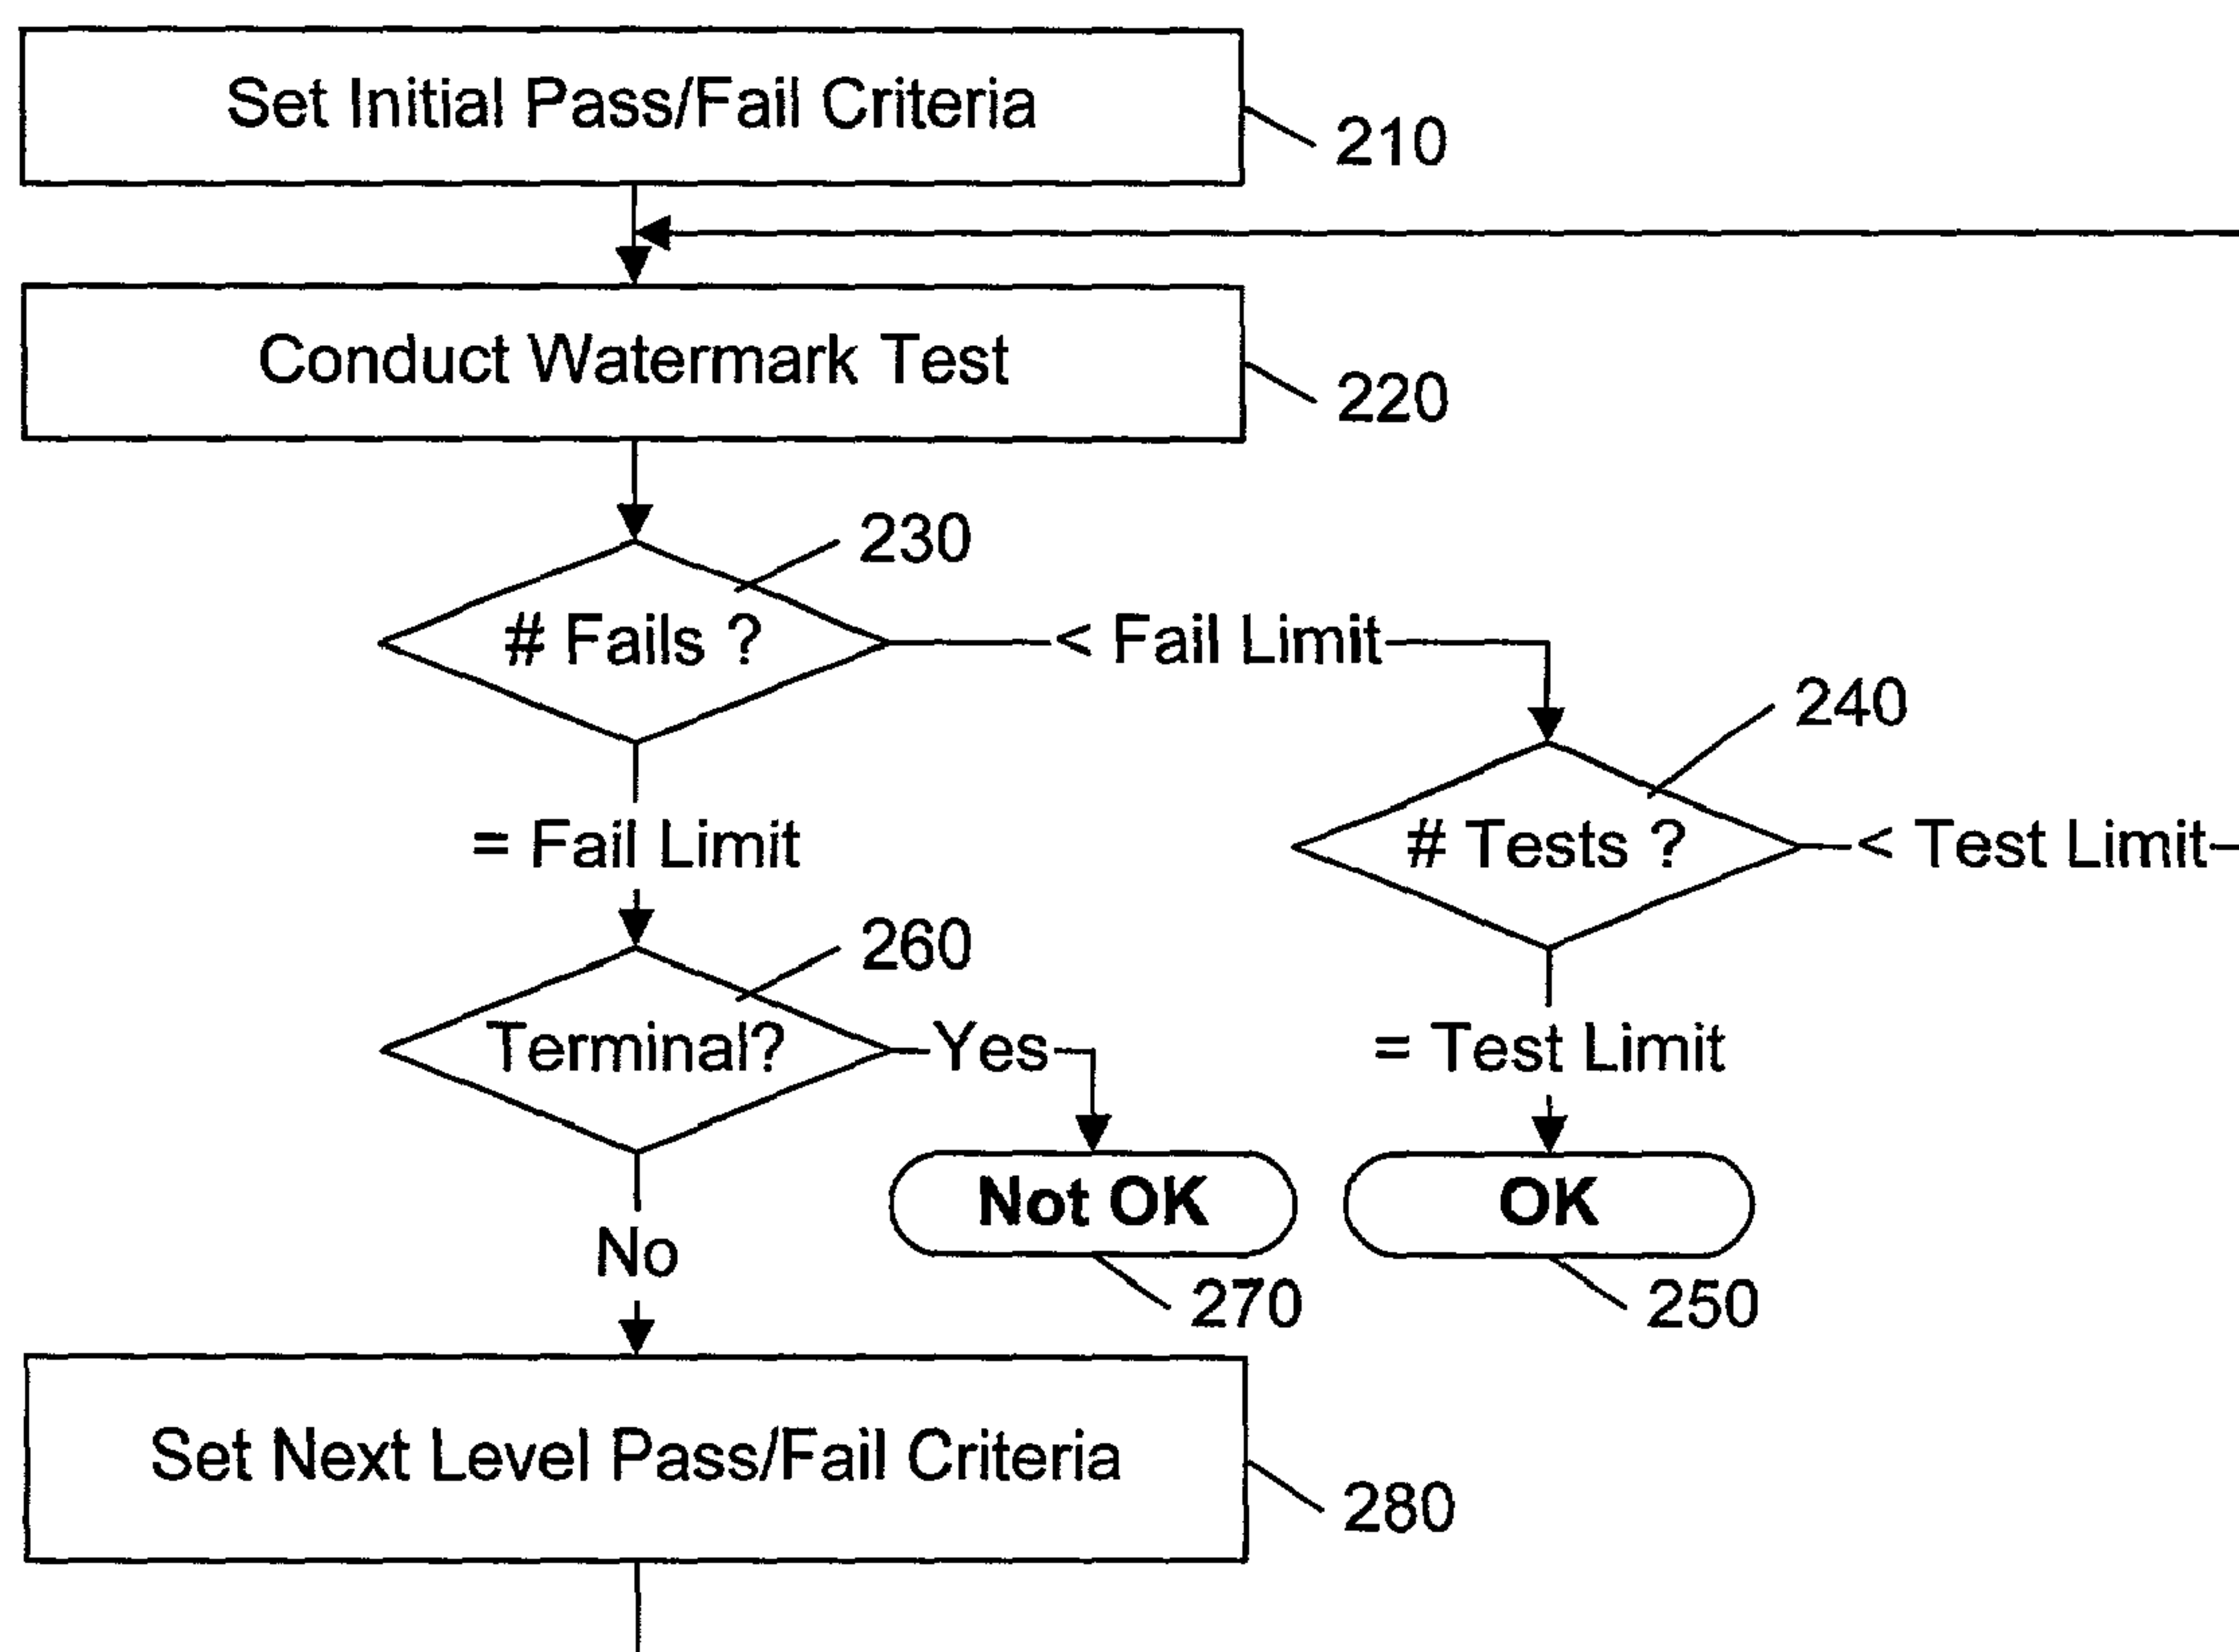 Set Initial Pass/Fail Criteria
210
Conduct Watermark Test
220
230
# Fails ?
< Fail Limit
240
# Tests ?
< Test Limit
= Fail Limit
260
Terminal?
Yes
= Test Limit
Not OK
OK
No
270
250
Set Next Level Pass/Fail Criteria
280